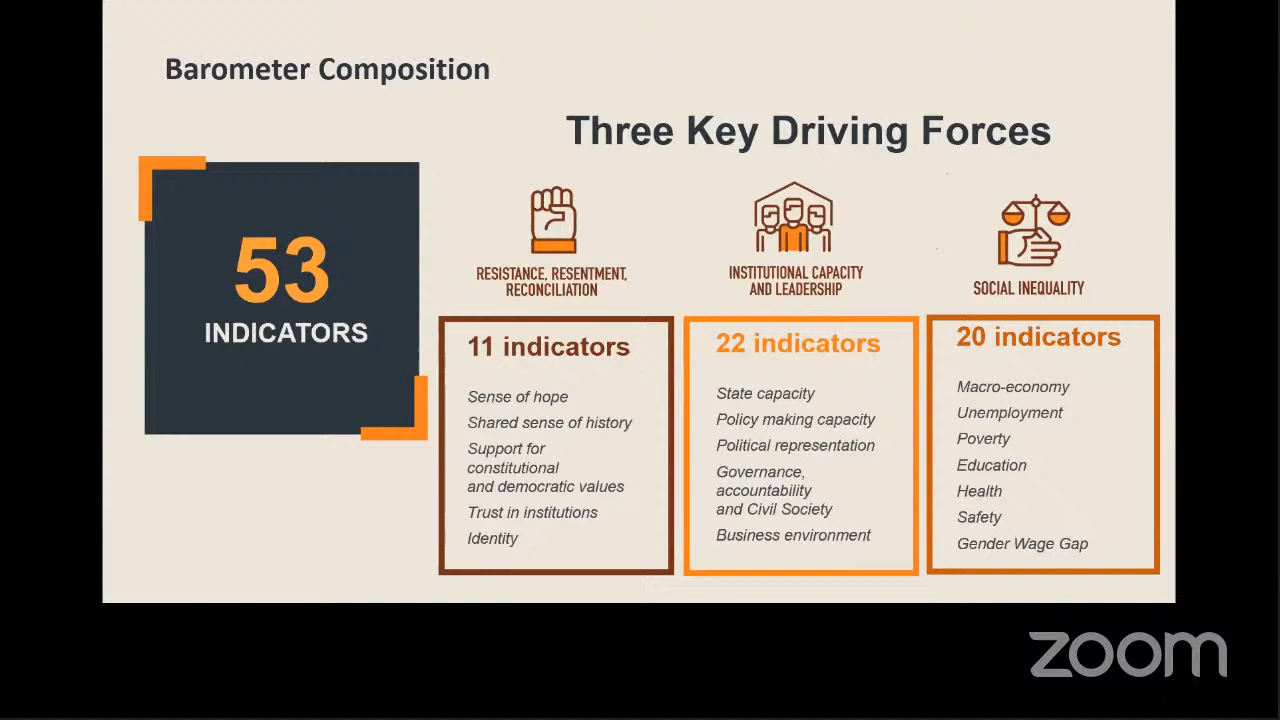 Barometer Composition
Three Key Driving Forces
53
INDICATORS
RESISTANCE, RESENTMENT,
RECONCILIATION
11 indicators
Sense of hope
Shared sense of history
Support for
constitutional
and democratic values
Trust in institutions
Identity
INSTITUTIONAL CAPACITY
AND LEADERSHIP
22 indicators
State capacity
Policy making capacity
Political representation
Governance,
accountability
and Civil Society
Business environment
SOCIAL INEQUALITY
20 indicators
Macro-economy
Unemployment
Poverty
Education
Health
Safety
Gender Wage Gap
zoom